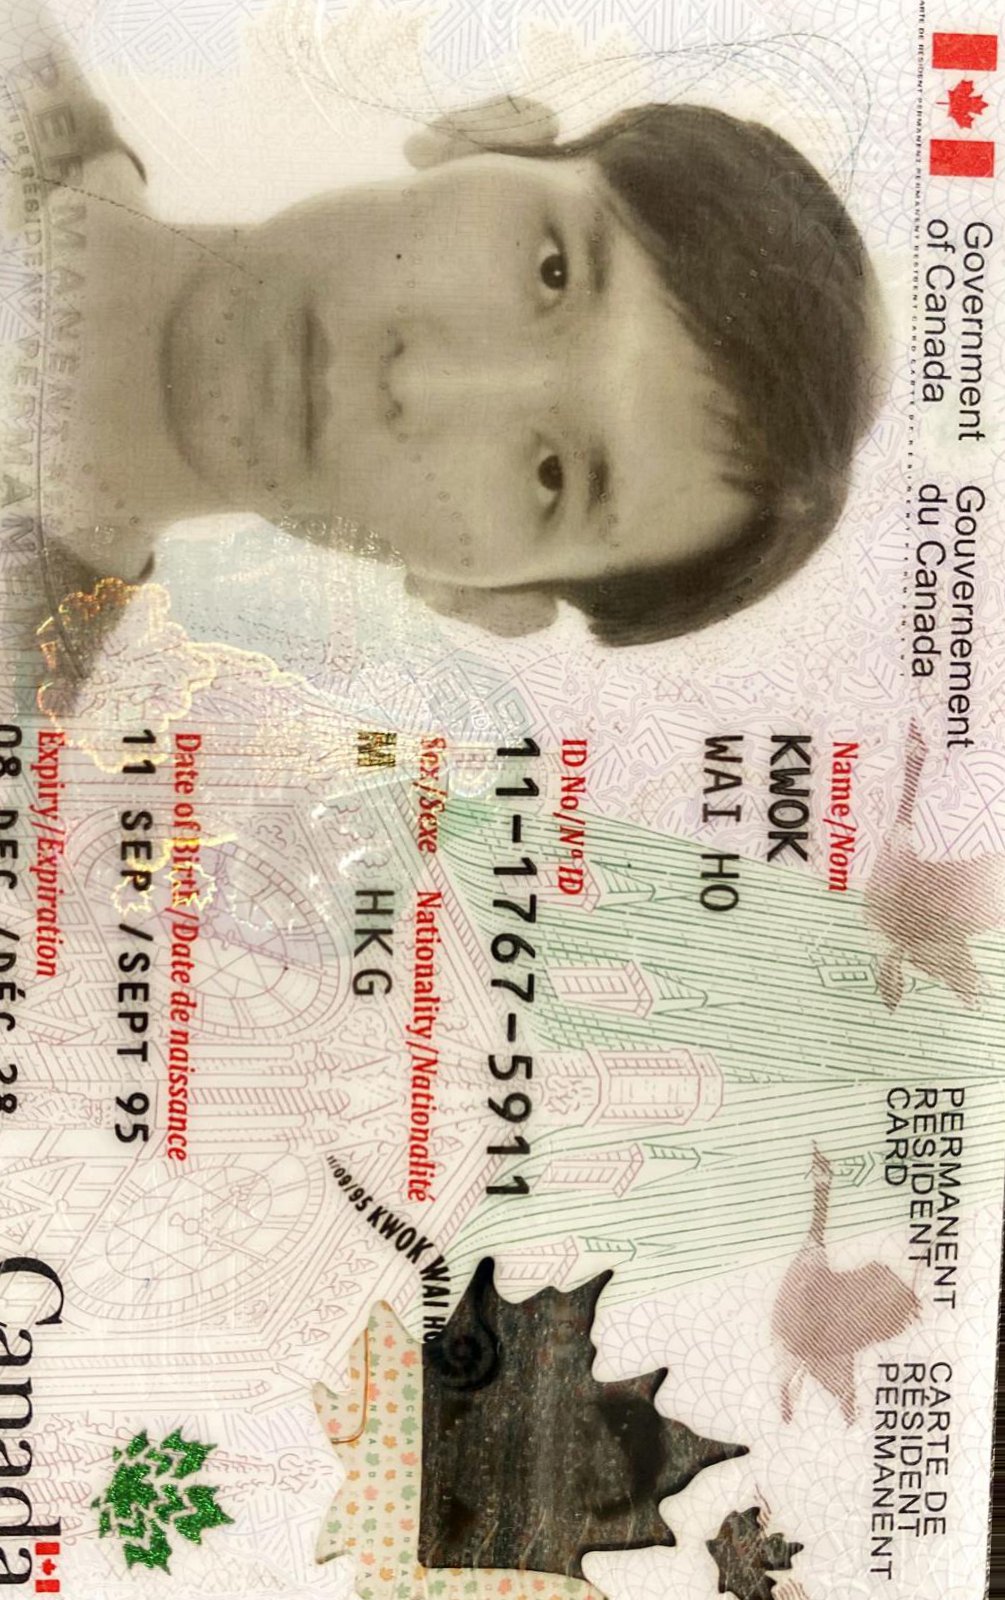 Government
of Canada
Gouvernement
du Canada
PERMANENT
RESIDENT
CARD
CARTE DE
RÉSIDENT
PERMANENT
Name/Nom
KWOK
WAI HO
ID No/Nº ID
11-1767-5911
Sex/Sexe Nationality/Nationalité
M HKG
Date of Birth/Date de naissance
11 SEP /SEPT 95
Expiry/Expiration
08 DEC /DÉC 28
11/09/95 KWOK WAI HO
Canada